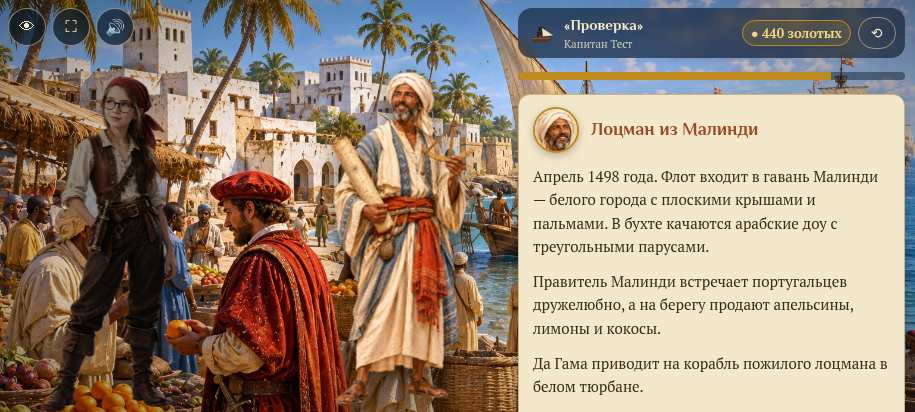 «Проверка»
Капитан Тест
440 золотых
Лоцман из Малинди
Апрель 1498 года. Флот входит в гавань Малинди
— белого города с плоскими крышами и
пальмами. В бухте качаются арабские доу с
треугольными парусами.
Правитель Малинди встречает португальцев
дружелюбно, а на берегу продают апельсины,
лимоны и кокосы.
Да Гама приводит на корабль пожилого лоцмана в
белом тюрбане.